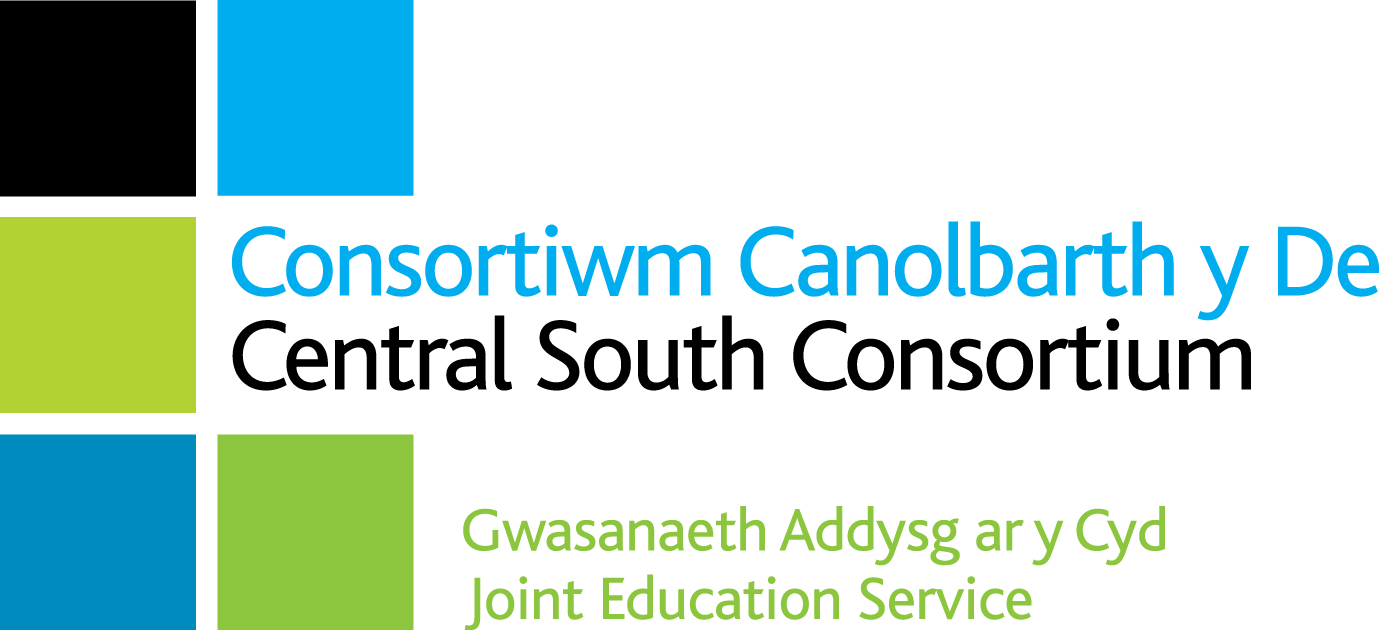 Consortiwm Canolbarth y De
Central South Consortium
Gwasanaeth Addysg ar y Cyd
Joint Education Service